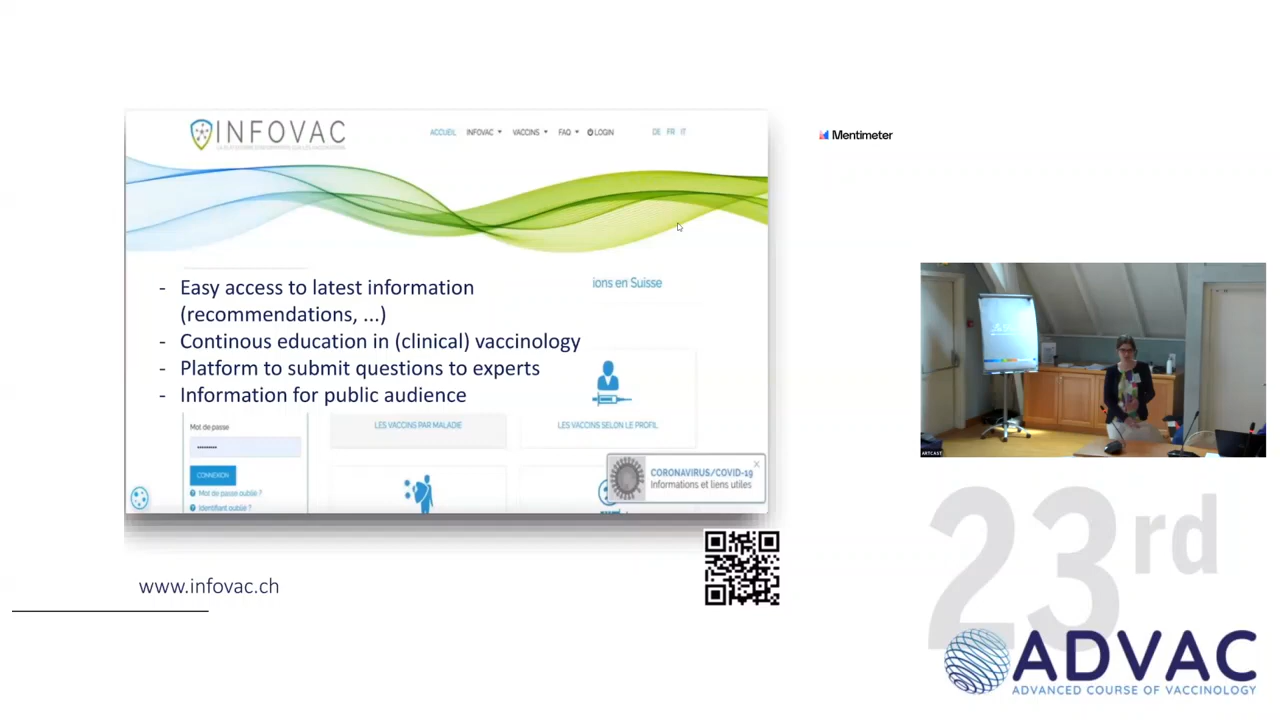 INFOVAC
ACCUEIL INFOVAC VACCINS FAQ LOGIN DE FR IT
Mentimeter
ions en Suisse
- Easy access to latest information
(recommendations, ...)
- Continous education in (clinical) vaccinology
- Platform to submit questions to experts
- Information for public audience
Mot de passe
LES VACCINS PAR MALADIE
LES VACCINS SELON LE PROFIL
CONNEXION
Mot de passe oublié ?
Identifiant oublié ?
CORONAVIRUS/COVID-19
Informations et liens utiles
www.infovac.ch
ARTCAST
23rd
ADVAC
ADVANCED COURSE OF VACCINOLOGY